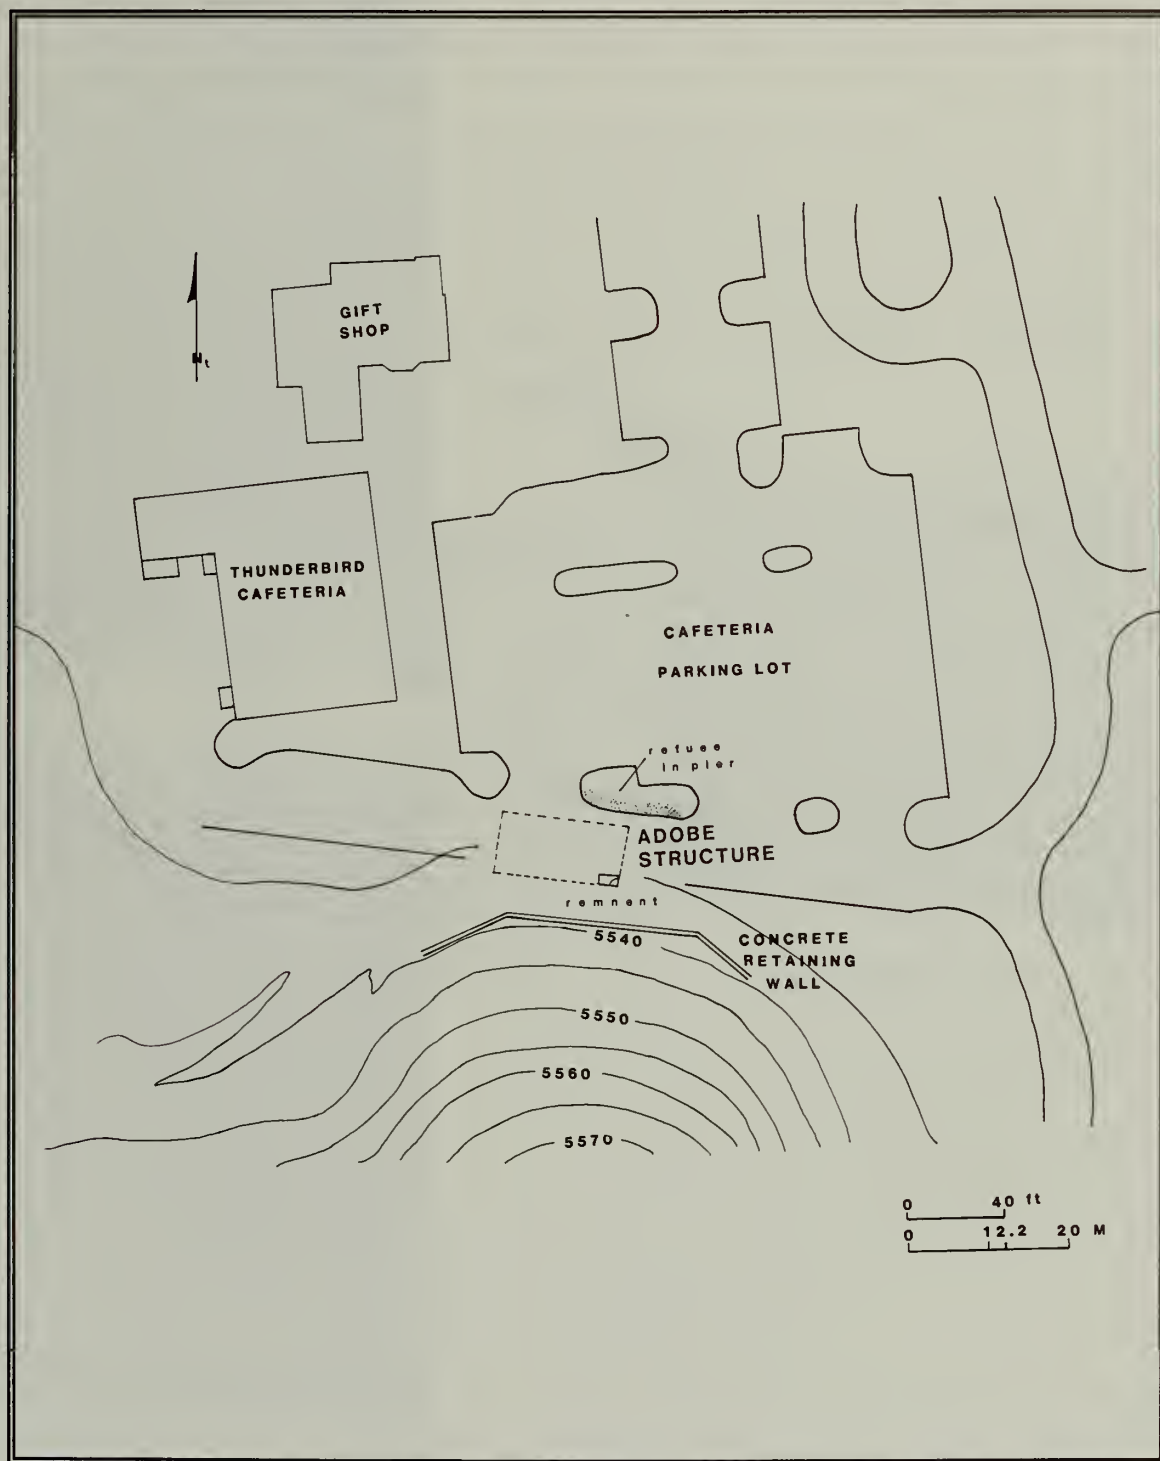 GIFT
SHOP
Nt
THUNDERBIRD
CAFETERIA
CAFETERIA
PARKING LOT
refuse
in pier
ADOBE
STRUCTURE
remnant
5540
CONCRETE
RETAINING
WALL
5550
5560
5570
0 40 ft
0 12.2 20 M